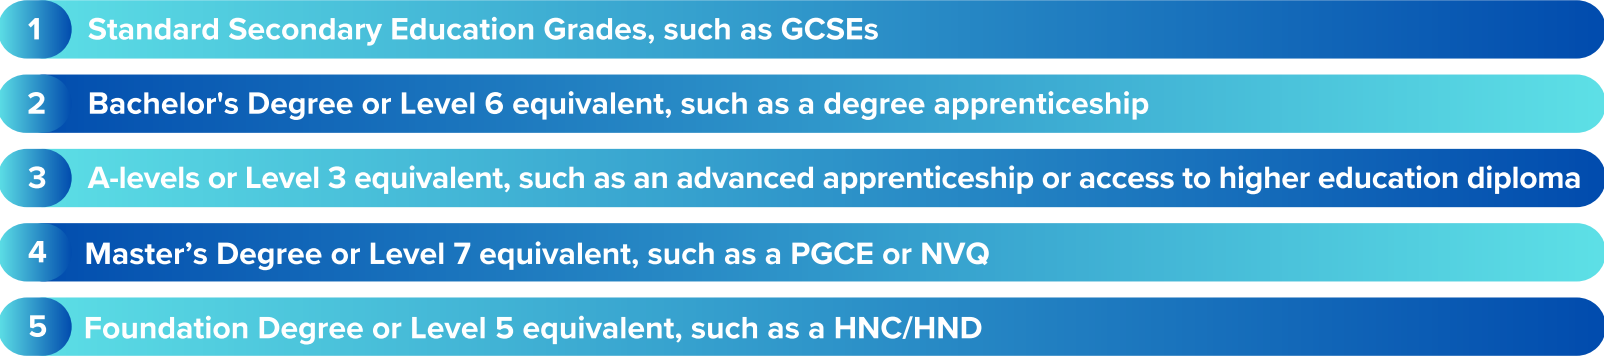 1 Standard Secondary Education Grades, such as GCSEs
2 Bachelor's Degree or Level 6 equivalent, such as a degree apprenticeship
3 A-levels or Level 3 equivalent, such as an advanced apprenticeship or access to higher education diploma
4 Master’s Degree or Level 7 equivalent, such as a PGCE or NVQ
5 Foundation Degree or Level 5 equivalent, such as a HNC/HND